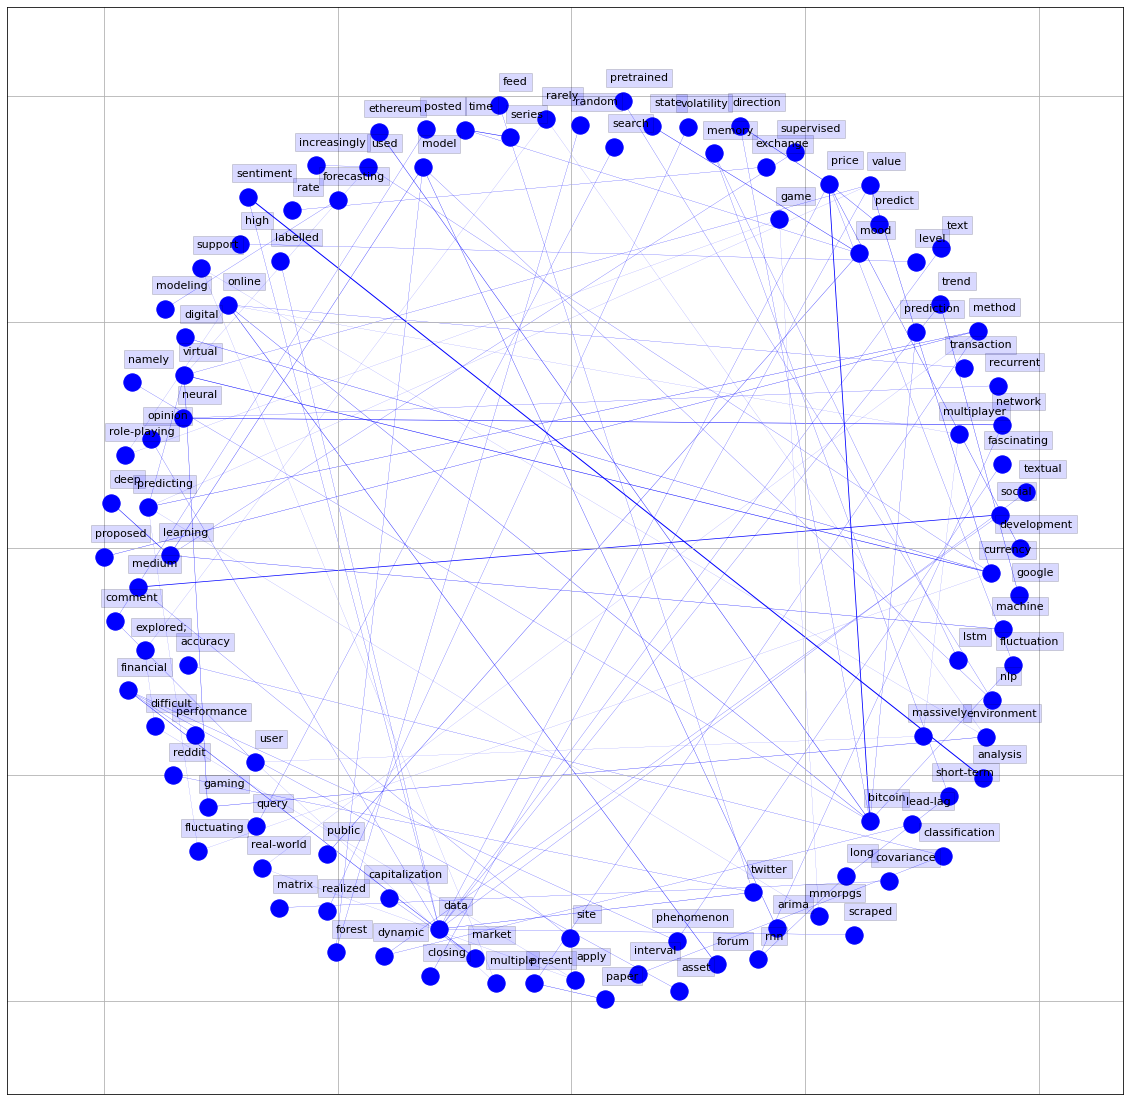 feed
pretrained
rarely
random
state
volatility
direction
ethereum
posted
time
series
search
memory
supervised
increasingly
used
model
exchange
price
value
sentiment
rate
forecasting
game
predict
high
labelled
mood
level
text
support
modeling
online
trend
digital
prediction
method
virtual
transaction
namely
recurrent
neural
network
opinion
multiplayer
role-playing
fascinating
deep
predicting
textual
social
proposed
learning
development
medium
currency
google
comment
machine
explored;
accuracy
lstm
fluctuation
financial
nlp
difficult
performance
massively
environment
reddit
user
analysis
gaming
short-term
query
bitcoin
lead-lag
fluctuating
public
classification
real-world
long
covariance
capitalization
twitter
matrix
realized
mmorpgs
data
arima
scraped
site
phenomenon
forest
dynamic
market
forum
rnn
closing
interval
multiple
present
apply
asset
paper